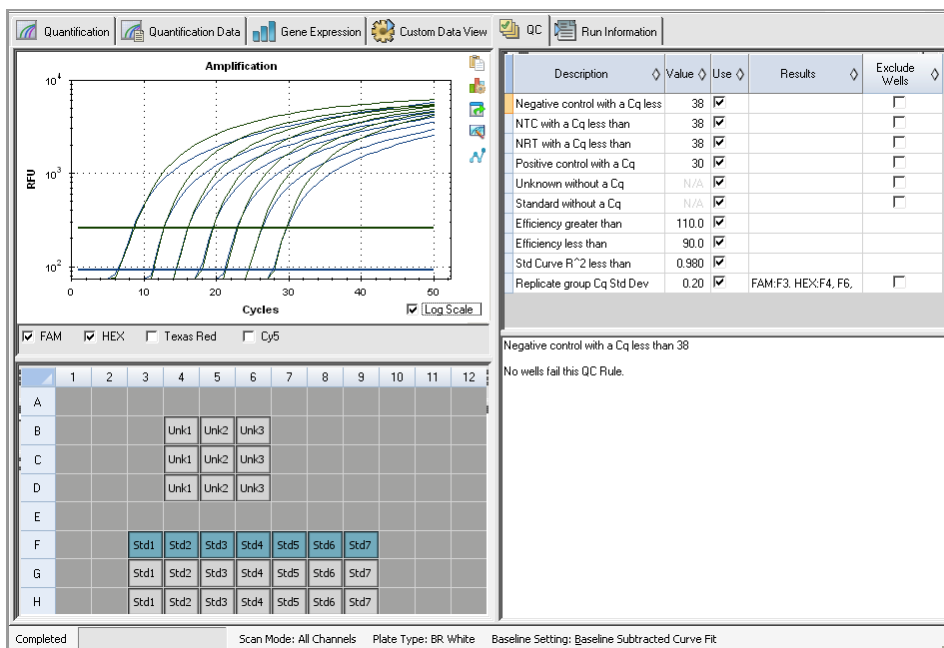 Quantification
Quantification Data
Gene Expression
Custom Data View
QC
Run Information
Amplification
10^4
10^3
10^2
RFU
0 10 20 30 40 50
Cycles
Log Scale
FAM HEX Texas Red Cy5
1 2 3 4 5 6 7 8 9 10 11 12
A
B Unk1 Unk2 Unk3
C Unk1 Unk2 Unk3
D Unk1 Unk2 Unk3
E
F Std1 Std2 Std3 Std4 Std5 Std6 Std7
G Std1 Std2 Std3 Std4 Std5 Std6 Std7
H Std1 Std2 Std3 Std4 Std5 Std6 Std7
Description Value Use Results Exclude Wells
Negative control with a Cq less 38
NTC with a Cq less than 38
NRT with a Cq less than 38
Positive control with a Cq 30
Unknown without a Cq N/A
Standard without a Cq N/A
Efficiency greater than 110.0
Efficiency less than 90.0
Std Curve R^2 less than 0.980
Replicate group Cq Std Dev 0.20 FAM:F3. HEX:F4, F6,
Negative control with a Cq less than 38
No wells fail this QC Rule.
Completed
Scan Mode: All Channels
Plate Type: BR White
Baseline Setting: Baseline Subtracted Curve Fit